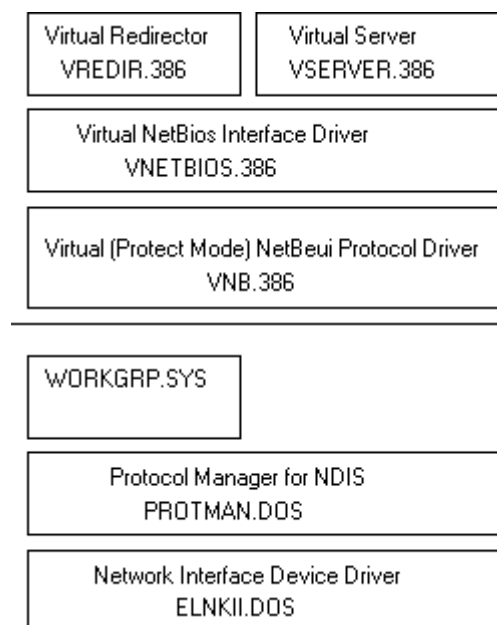 Virtual Redirector
VREDIR.386
Virtual Server
VSERVER.386
Virtual NetBios Interface Driver
VNETBIOS.386
Virtual (Protect Mode) NetBeui Protocol Driver
VNB.386
WORKGRP.SYS
Protocol Manager for NDIS
PROTMAN.DOS
Network Interface Device Driver
ELNKII.DOS